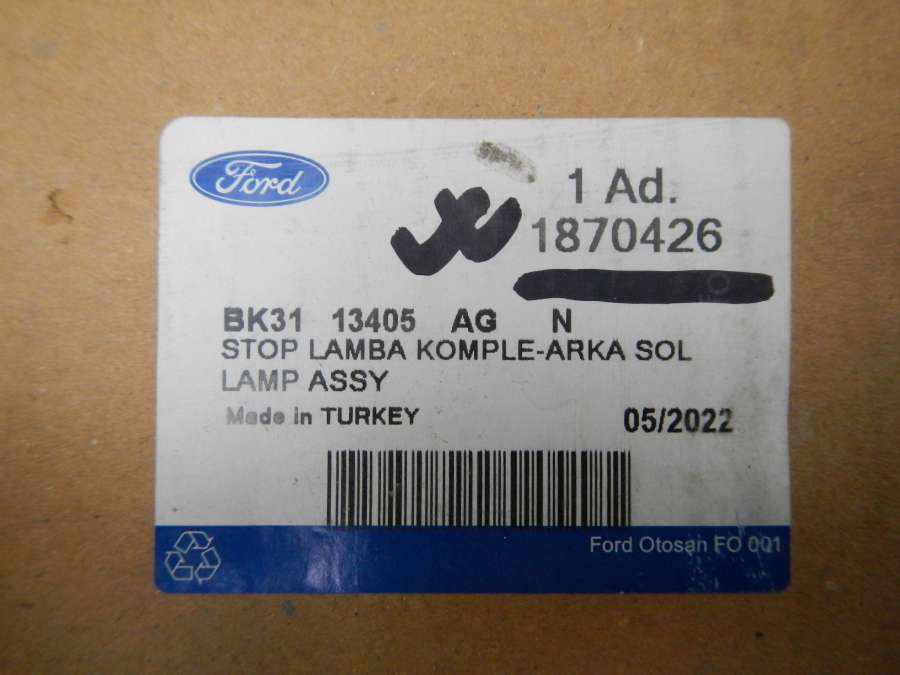 Ford
1 Ad.
1870426
BK31 13405 AG N
STOP LAMBA KOMPLE-ARKA SOL
LAMP ASSY
Made in TURKEY
05/2022
Ford Otosan FO 001